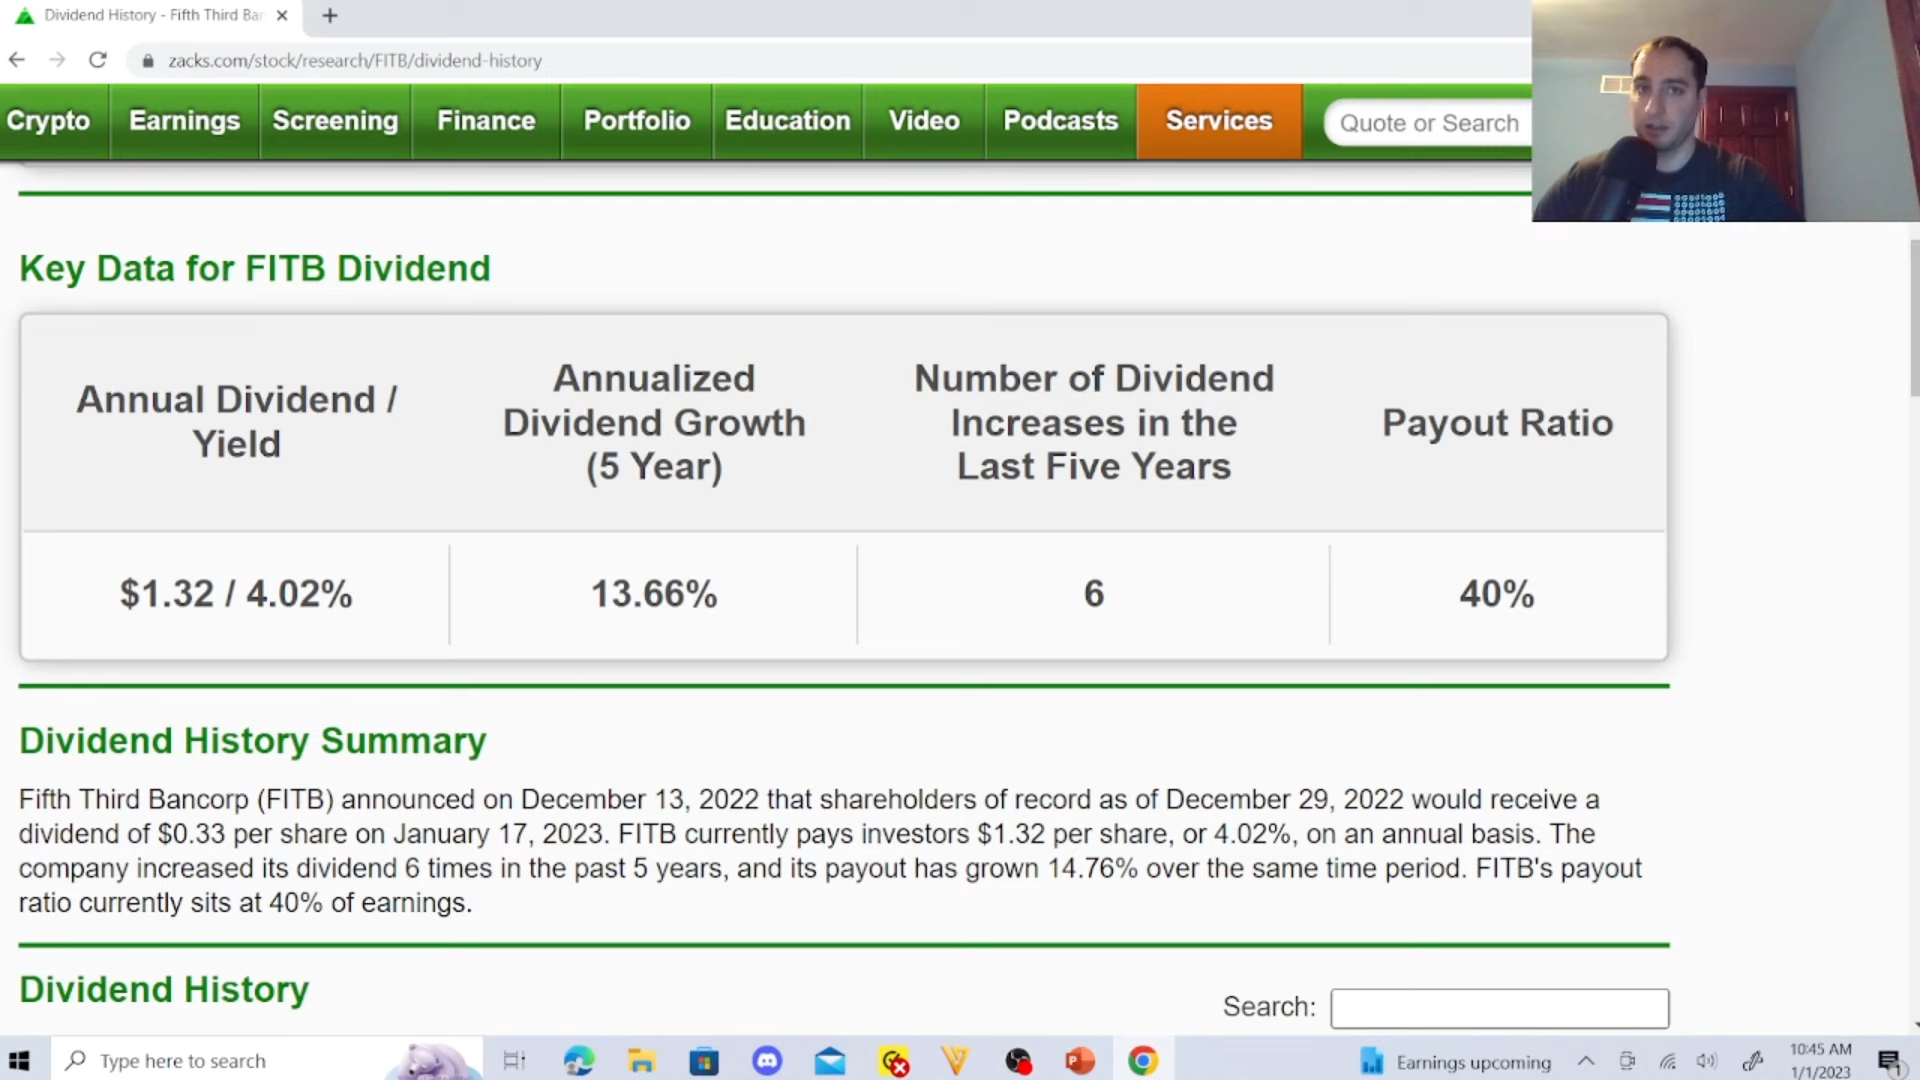 Dividend History - Fifth Third Ban
zacks.com/stock/research/FITB/dividend-history
Crypto
Earnings
Screening
Finance
Portfolio
Education
Video
Podcasts
Services
Quote or Search
Key Data for FITB Dividend
Annual Dividend /
Yield
Annualized
Dividend Growth
(5 Year)
Number of Dividend
Increases in the
Last Five Years
Payout Ratio
$1.32 / 4.02%
13.66%
6
40%
Dividend History Summary
Fifth Third Bancorp (FITB) announced on December 13, 2022 that shareholders of record as of December 29, 2022 would receive a
dividend of $0.33 per share on January 17, 2023. FITB currently pays investors $1.32 per share, or 4.02%, on an annual basis. The
company increased its dividend 6 times in the past 5 years, and its payout has grown 14.76% over the same time period. FITB's payout
ratio currently sits at 40% of earnings.
Dividend History
Search:
Type here to search
Earnings upcoming
10:45 AM
1/1/2023
1